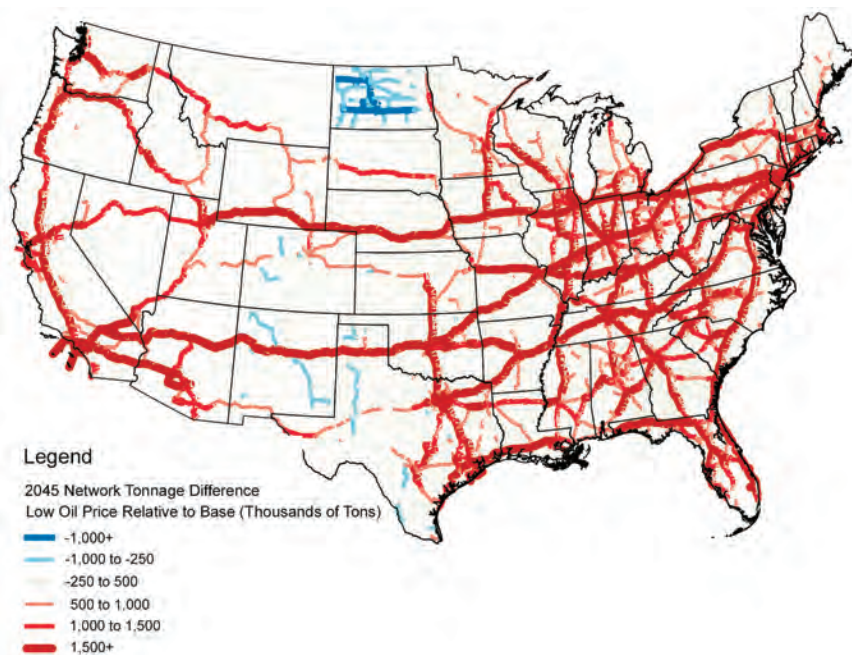 Legend
2045 Network Tonnage Difference
Low Oil Price Relative to Base (Thousands of Tons)
-1,000+
-1,000 to -250
-250 to 500
500 to 1,000
1,000 to 1,500
1,500+